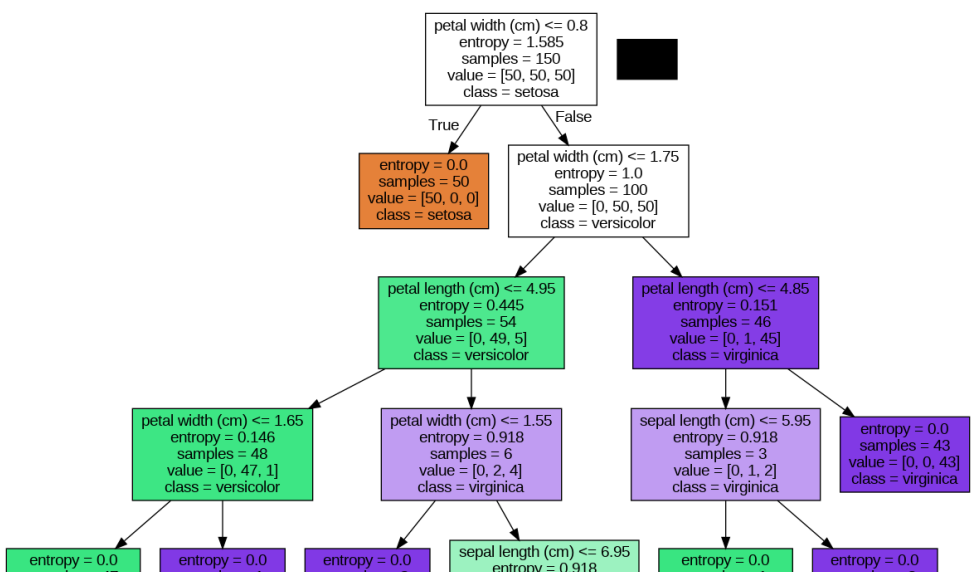 petal width (cm) <= 0.8
entropy = 1.585
samples = 150
value = [50, 50, 50]
class = setosa
True
False
entropy = 0.0
samples = 50
value = [50, 0, 0]
class = setosa
petal width (cm) <= 1.75
entropy = 1.0
samples = 100
value = [0, 50, 50]
class = versicolor
petal length (cm) <= 4.95
entropy = 0.445
samples = 54
value = [0, 49, 5]
class = versicolor
petal length (cm) <= 4.85
entropy = 0.151
samples = 46
value = [0, 1, 45]
class = virginica
petal width (cm) <= 1.65
entropy = 0.146
samples = 48
value = [0, 47, 1]
class = versicolor
petal width (cm) <= 1.55
entropy = 0.918
samples = 6
value = [0, 2, 4]
class = virginica
sepal length (cm) <= 5.95
entropy = 0.918
samples = 3
value = [0, 1, 2]
class = virginica
entropy = 0.0
samples = 43
value = [0, 0, 43]
class = virginica
entropy = 0.0
entropy = 0.0
entropy = 0.0
sepal length (cm) <= 6.95
entropy = 0.918
entropy = 0.0
entropy = 0.0